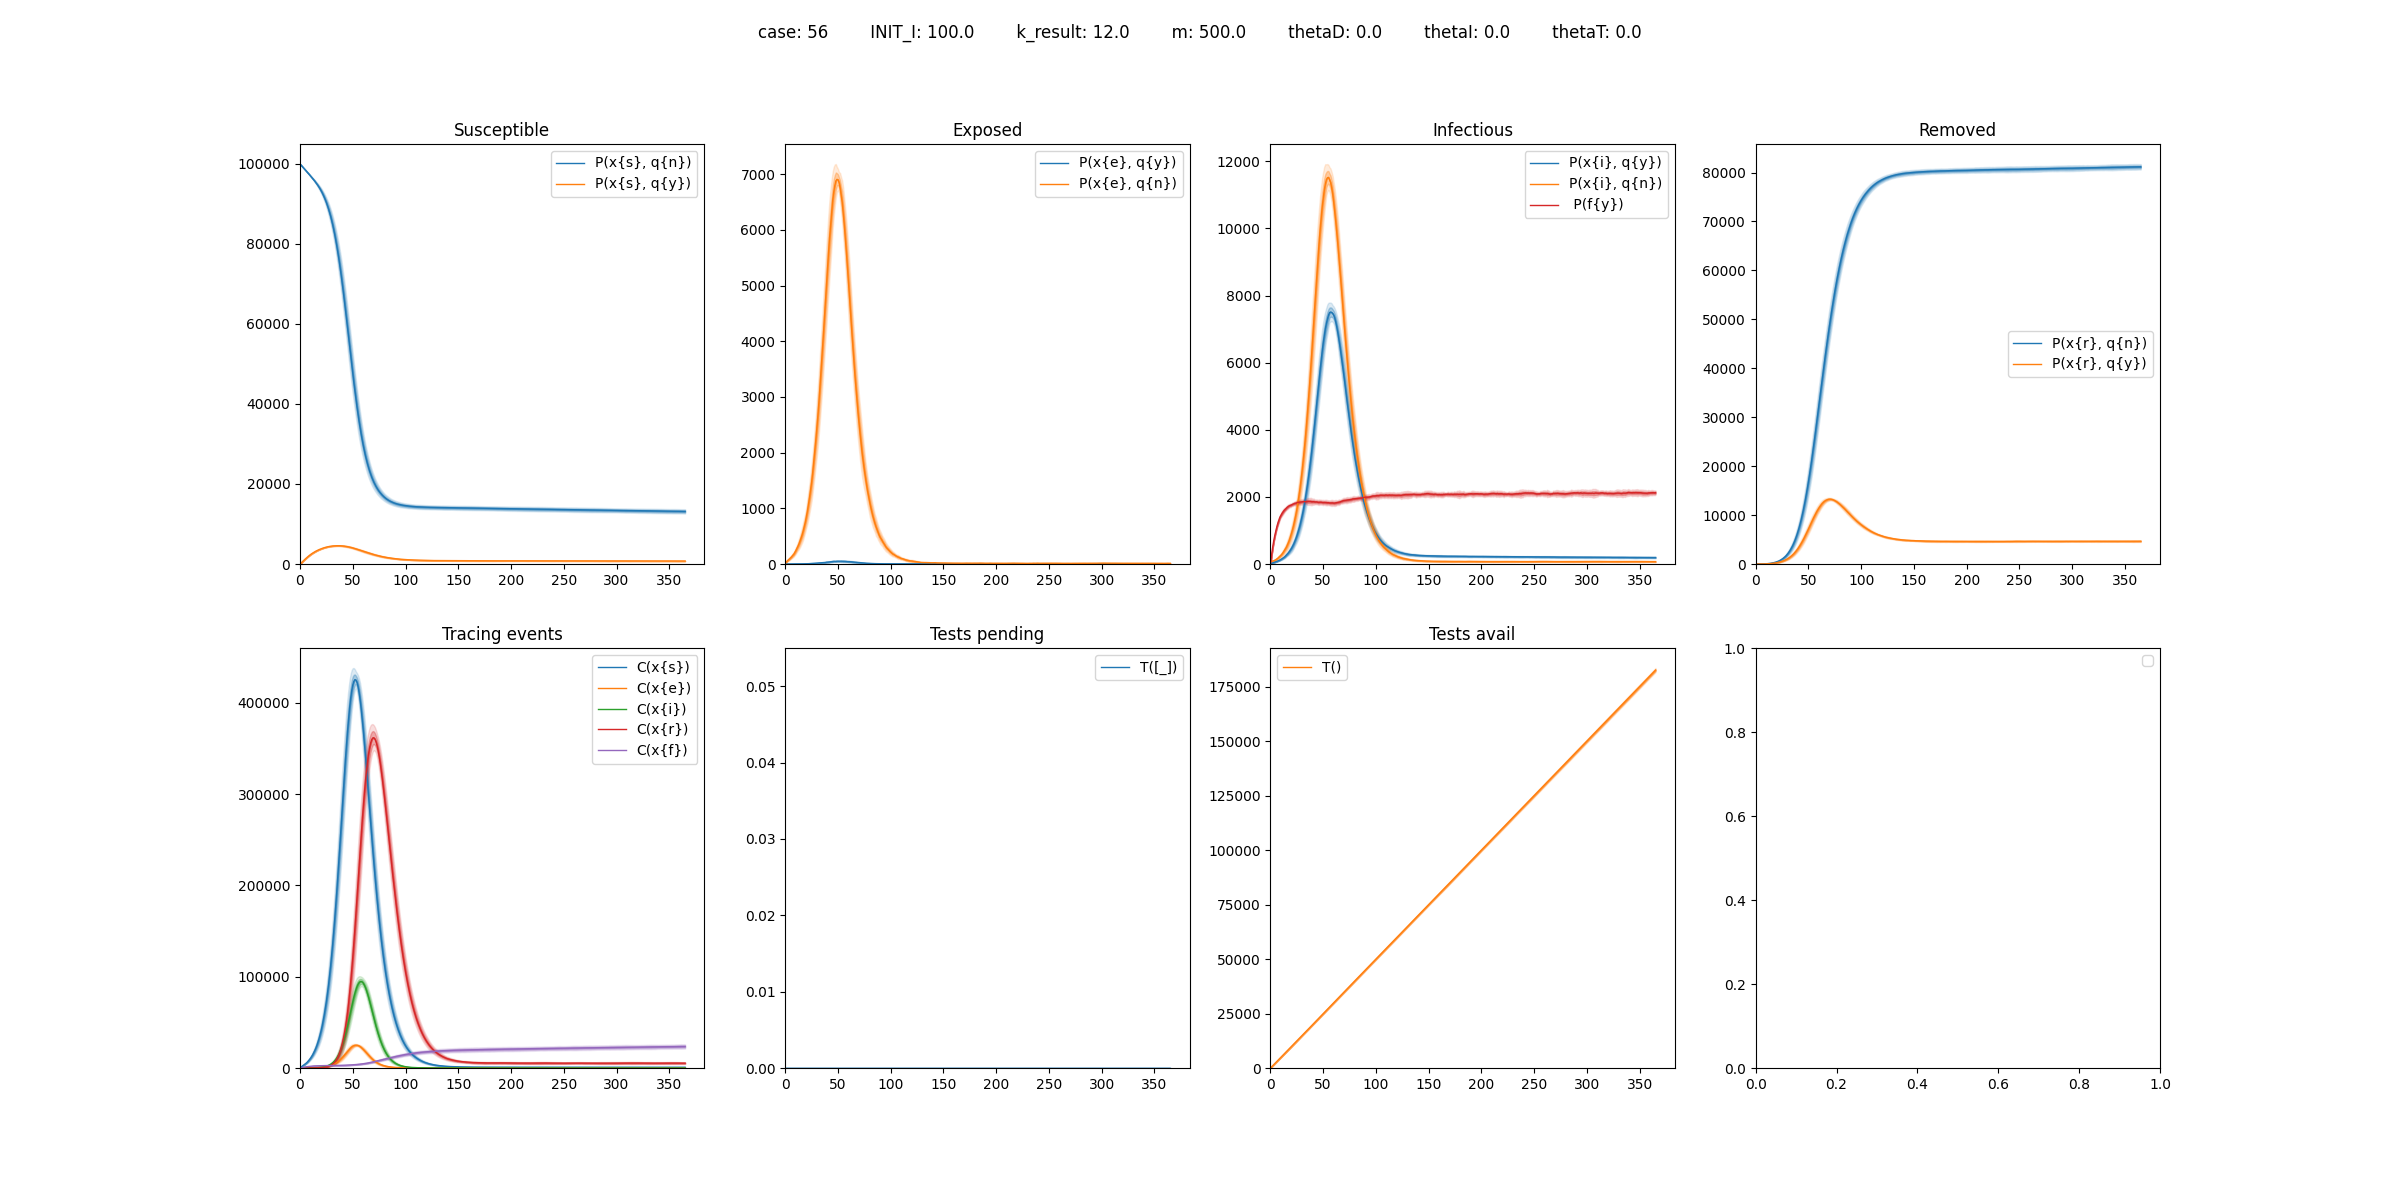 case: 56 INIT_I: 100.0 k_result: 12.0 m: 500.0 thetaD: 0.0 thetaI: 0.0 thetaT: 0.0
Susceptible
100000
80000
60000
40000
20000
0
0 50 100 150 200 250 300 350
P(x{s}, q{n})
P(x{s}, q{y})
Exposed
7000
6000
5000
4000
3000
2000
1000
0
0 50 100 150 200 250 300 350
P(x{e}, q{y})
P(x{e}, q{n})
Infectious
12000
10000
8000
6000
4000
2000
0
0 50 100 150 200 250 300 350
P(x{i}, q{y})
P(x{i}, q{n})
P(f{y})
Removed
80000
70000
60000
50000
40000
30000
20000
10000
0
0 50 100 150 200 250 300 350
P(x{r}, q{n})
P(x{r}, q{y})
Tracing events
400000
300000
200000
100000
0
0 50 100 150 200 250 300 350
C(x{s})
C(x{e})
C(x{i})
C(x{r})
C(x{f})
Tests pending
0.05
0.04
0.03
0.02
0.01
0.00
0 50 100 150 200 250 300 350
T([_])
Tests avail
175000
150000
125000
100000
75000
50000
25000
0
0 50 100 150 200 250 300 350
T()
1.0
0.8
0.6
0.4
0.2
0.0
0.0 0.2 0.4 0.6 0.8 1.0